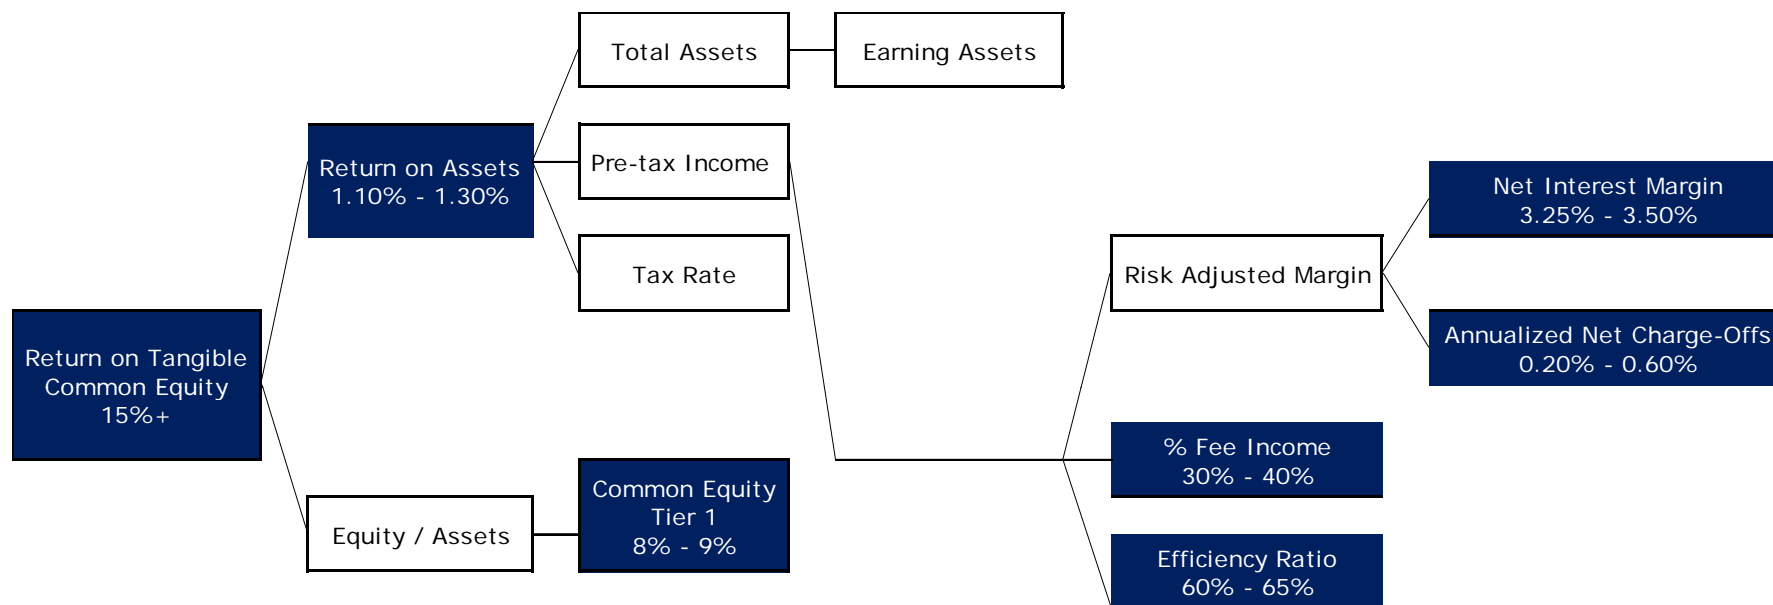 Total Assets
Earning Assets
Return on Assets
1.10% - 1.30%
Pre-tax Income
Tax Rate
Net Interest Margin
3.25% - 3.50%
Risk Adjusted Margin
Annualized Net Charge-Offs
0.20% - 0.60%
Return on Tangible
Common Equity
15%+
% Fee Income
30% - 40%
Equity / Assets
Common Equity
Tier 1
8% - 9%
Efficiency Ratio
60% - 65%